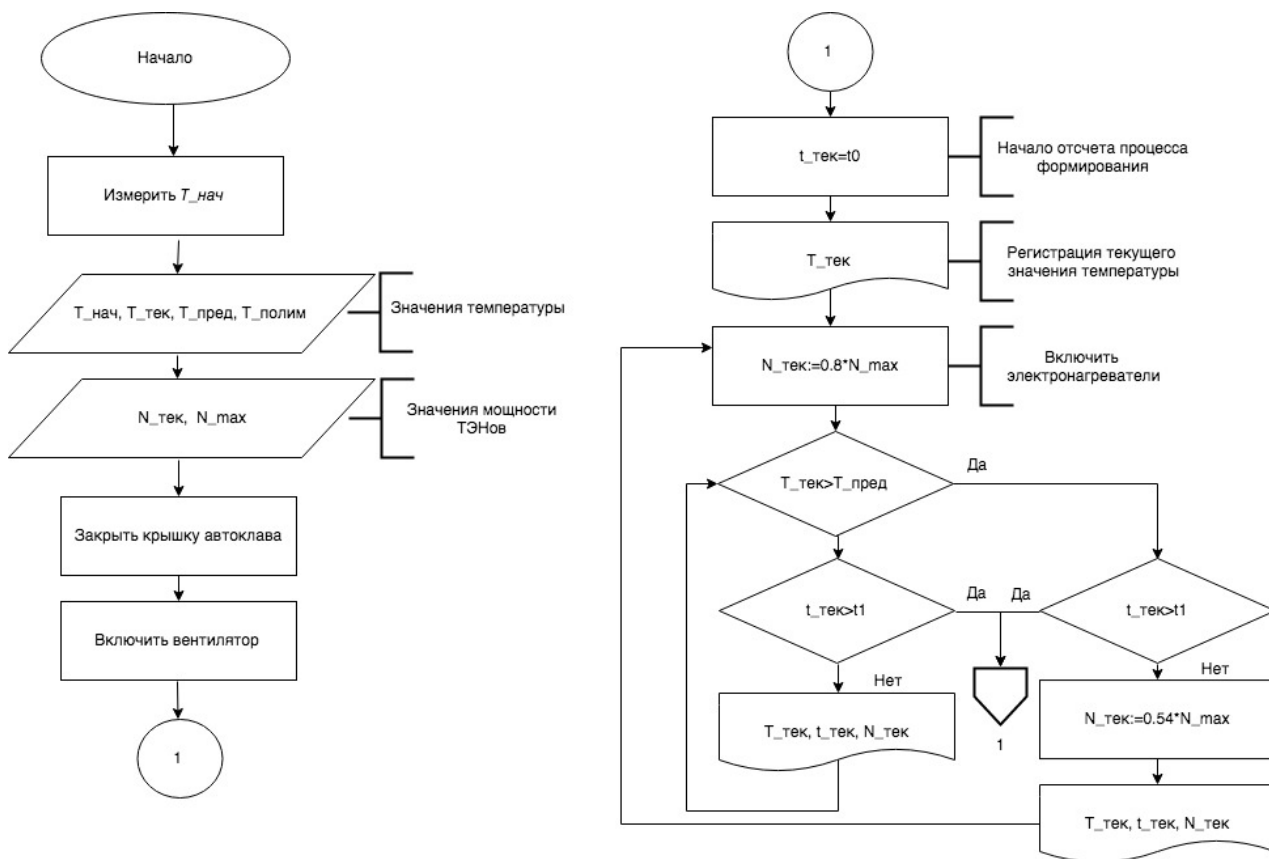 Начало
Измерить T_нач
T_нач, T_тек, T_пред, T_полим
Значения температуры
N_тек, N_max
Значения мощности
ТЭНов
Закрыть крышку автоклава
Включить вентилятор
1
1
t_тек=t0
Начало отсчета процесса
формирования
T_тек
Регистрация текущего
значения температуры
N_тек:=0.8*N_max
Включить
электронагреватели
T_тек>T_пред
Да
t_тек>t1
Да
Да
t_тек>t1
Нет
T_тек, t_тек, N_тек
1
Нет
N_тек:=0.54*N_max
T_тек, t_тек, N_тек